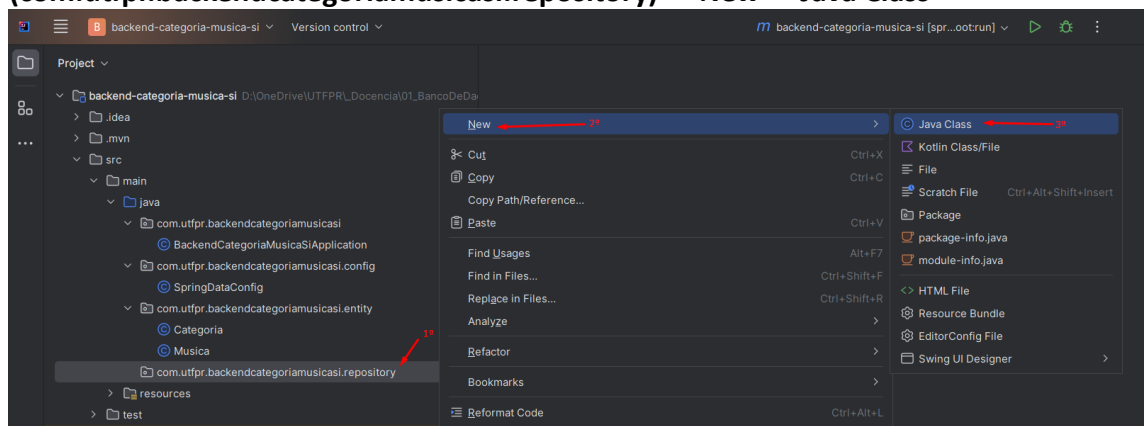 (com.utfpr.backendcategoriamusicasi.repository) -> New -> Java Class
B backend-categoria-musica-si Version control
m backend-categoria-musica-si [spr...oot:run]
Project
backend-categoria-musica-si D:\OneDrive\UTFPR\_Docencia\01_BancoDeDa
.idea
.mvn
src
main
java
com.utfpr.backendcategoriamusicasi
BackendCategoriaMusicaSiApplication
com.utfpr.backendcategoriamusicasi.config
SpringDataConfig
com.utfpr.backendcategoriamusicasi.entity
Categoria
Musica
1º
com.utfpr.backendcategoriamusicasi.repository
resources
test
New 2º
Cut Ctrl+X
Copy Ctrl+C
Copy Path/Reference...
Paste Ctrl+V
Find Usages Alt+F7
Find in Files... Ctrl+Shift+F
Replace in Files... Ctrl+Shift+R
Analyze
Refactor
Bookmarks
Reformat Code Ctrl+Alt+L
Java Class 3º
Kotlin Class/File
File
Scratch File Ctrl+Alt+Shift+Insert
Package
package-info.java
module-info.java
HTML File
Resource Bundle
EditorConfig File
Swing UI Designer